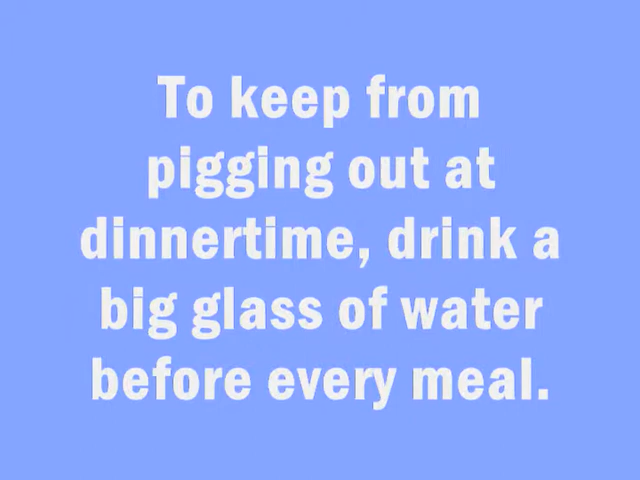 To keep from
pigging out at
dinnertime, drink a
big glass of water
before every meal.